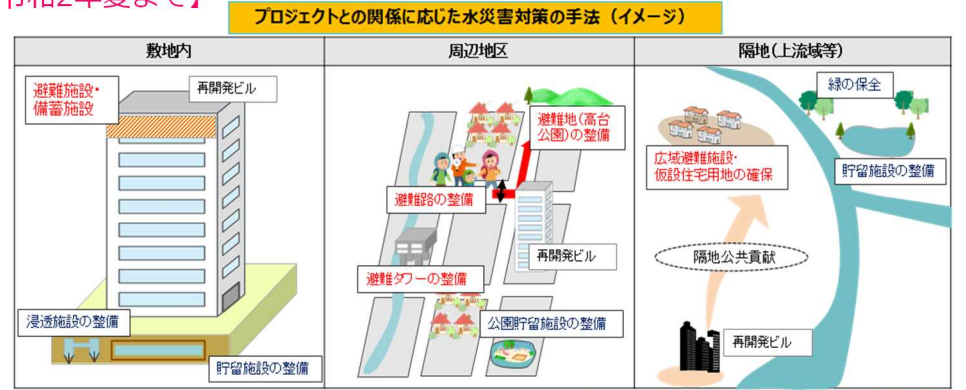 令和2年夏まで】
プロジェクトとの関係に応じた水災害対策の手法（イメージ）
敷地内
避難施設・
備蓄施設
再開発ビル
浸透施設の整備
貯留施設の整備
周辺地区
避難地(高台
公園)の整備
避難路の整備
再開発ビル
避難タワーの整備
公園貯留施設の整備
隔地(上流域等)
緑の保全
広域避難施設・
仮設住宅用地の確保
貯留施設の整備
隔地公共貢献
再開発ビル